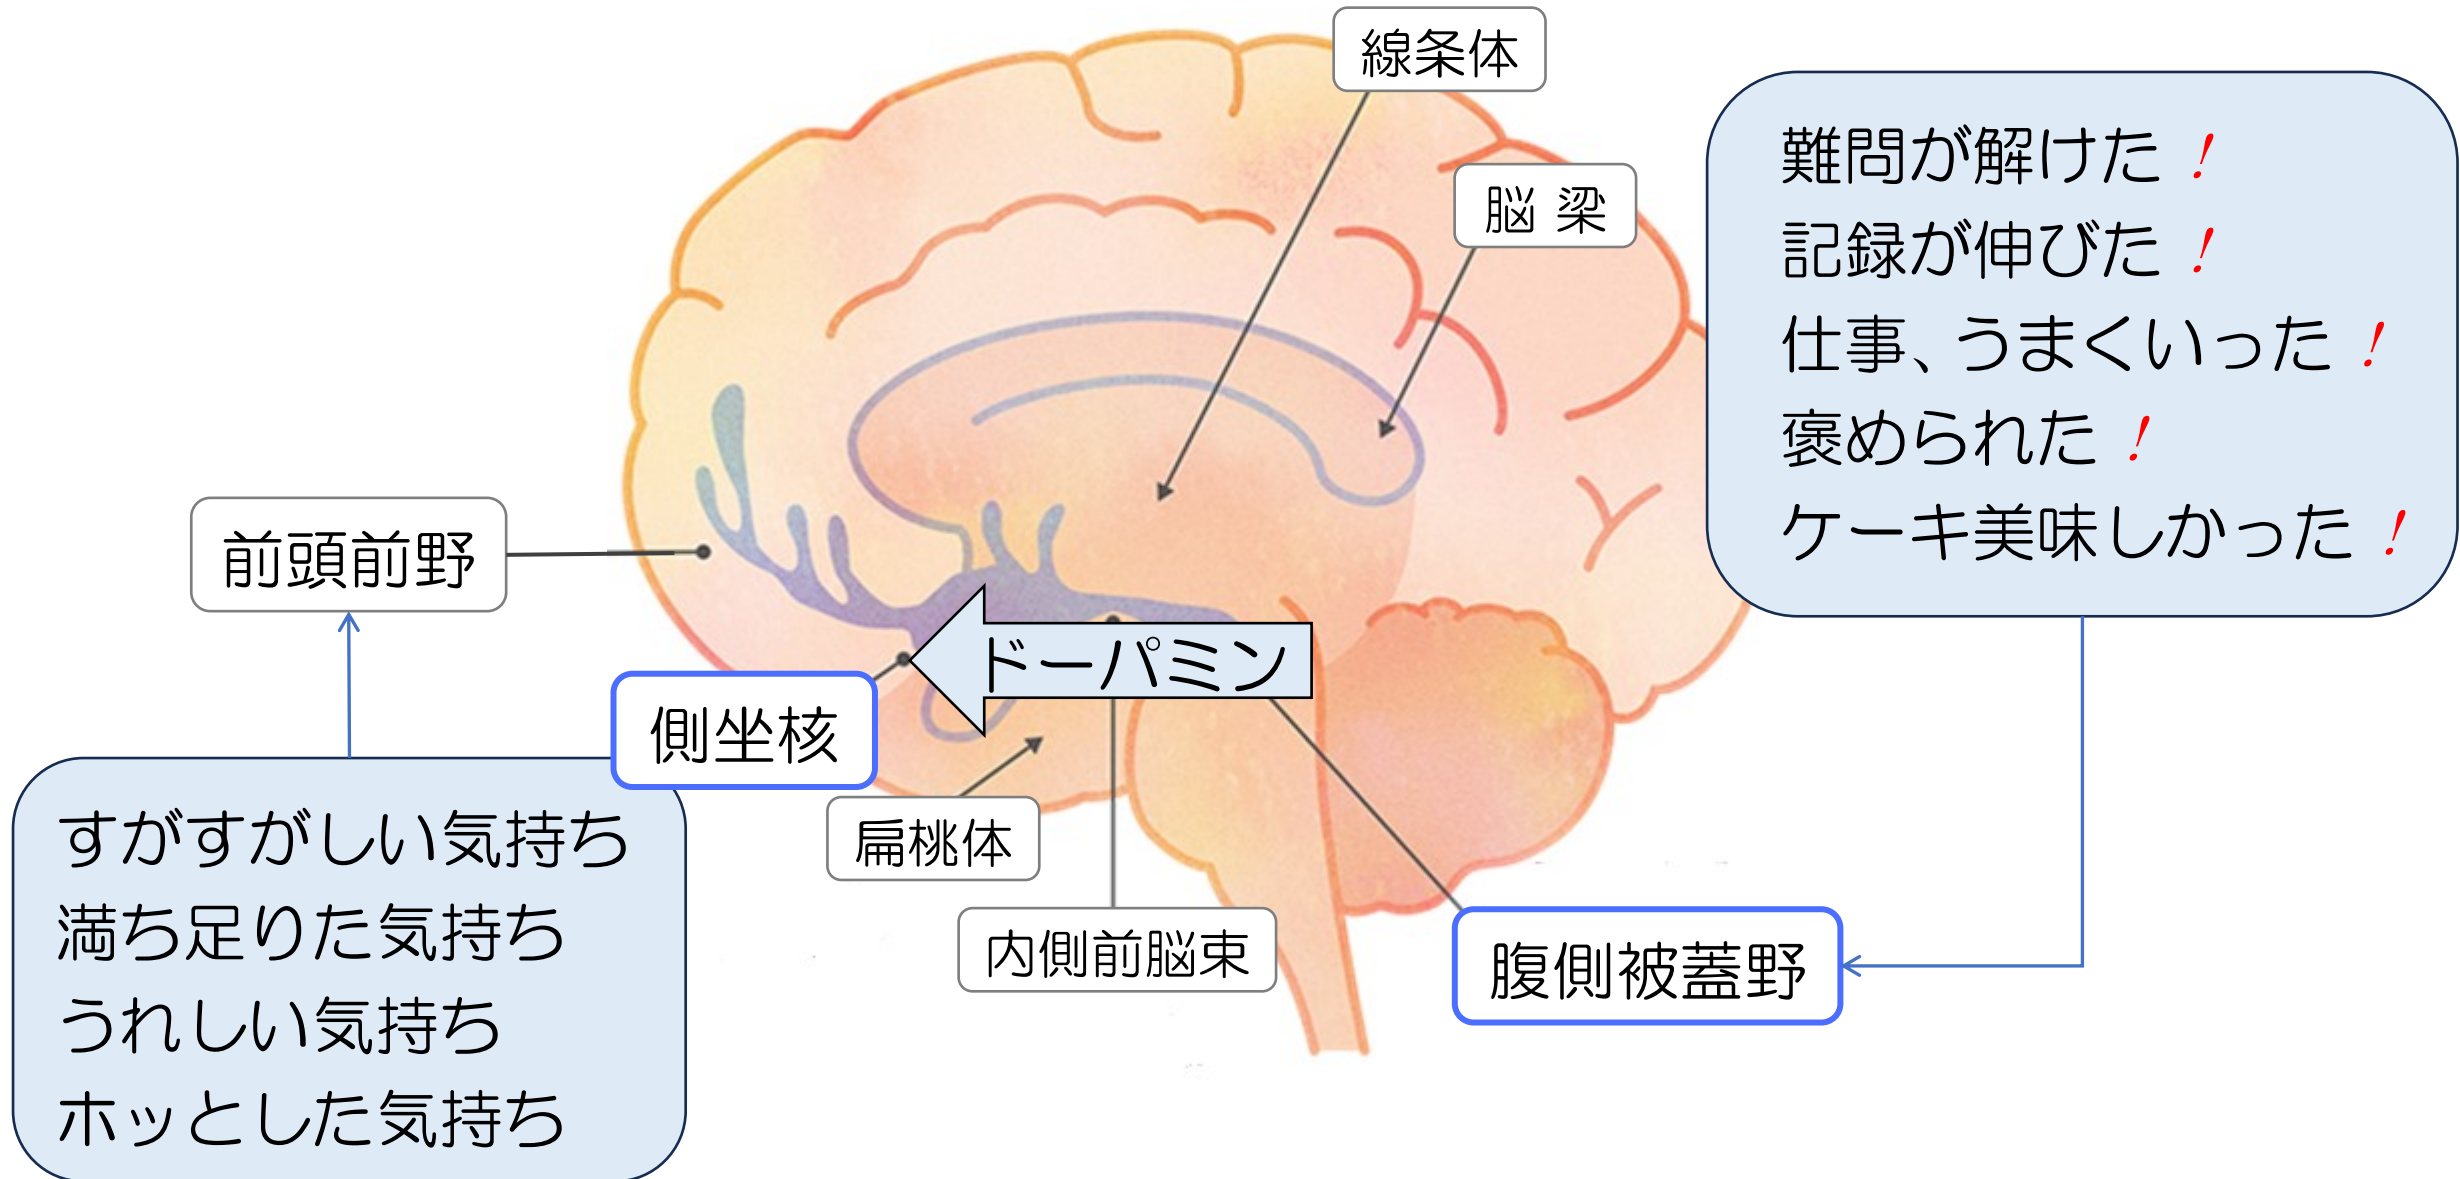 線条体
脳 梁
難問が解けた!
記録が伸びた!
仕事、うまくいった!
褒められた!
ケーキ美味しかった!
前頭前野
ドーパミン
側坐核
扁桃体
内側前脳束
腹側被蓋野
すがすがしい気持ち
満ち足りた気持ち
うれしい気持ち
ホッとした気持ち